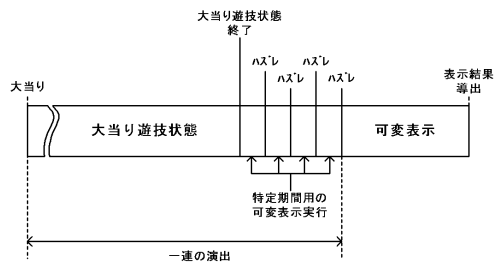 大当り遊技状態
終了
ハズレ
ハズレ
ハズレ
ハズレ
大当り
表示結果
導出
大当り遊技状態
可変表示
特定期間用の
可変表示実行
一連の演出